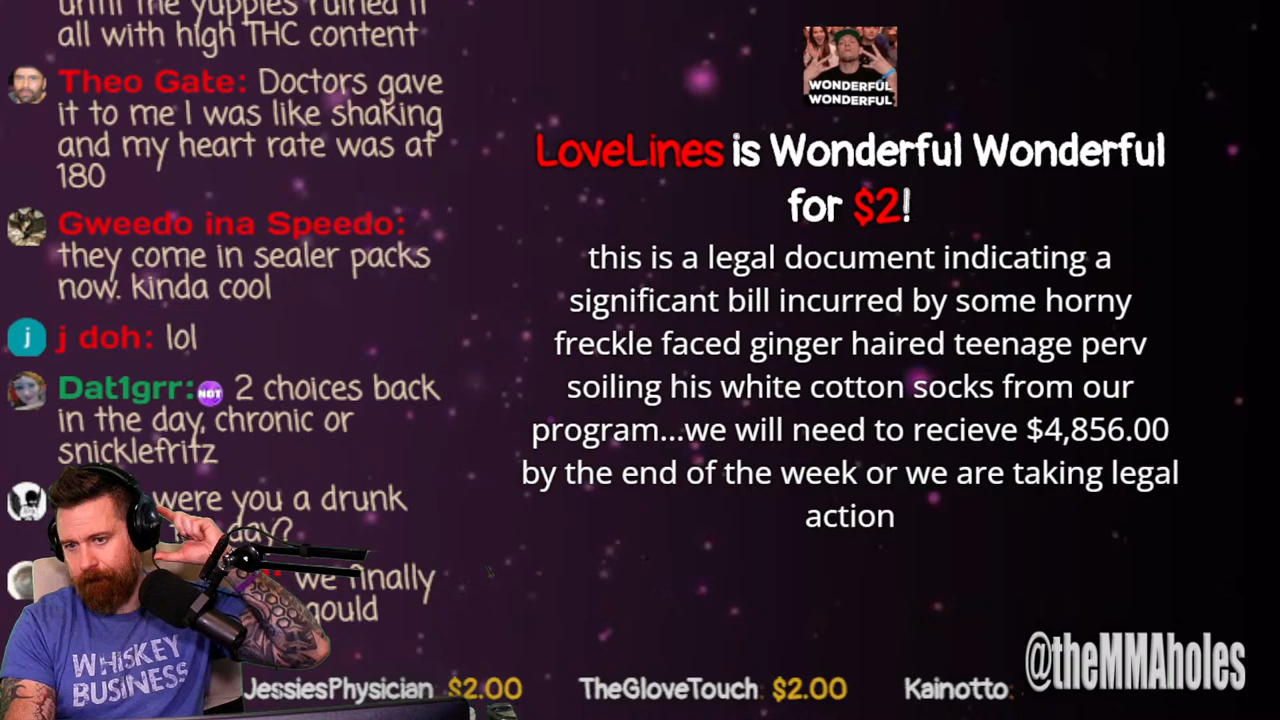 until the yuppies ruined it
all with high THC content
Theo Gate: Doctors gave
it to me I was like shaking
and my heart rate was at
180
Gweedo ina Speedo:
they come in sealer packs
now. kinda cool
j
j doh: lol
Dat1grr: NOT 2 choices back
in the day, chronic or
snicklefritz
were you a drunk
day?
we finally
gould
WHISKEY
BUSINESS
WONDERFUL
WONDERFUL
LoveLines is Wonderful Wonderful
for $2!
this is a legal document indicating a
significant bill incurred by some horny
freckle faced ginger haired teenage perv
soiling his white cotton socks from our
program...we will need to recieve $4,856.00
by the end of the week or we are taking legal
action
@theMMAholes
JessiesPhysician $2.00 TheGloveTouch $2.00 Kainotto: